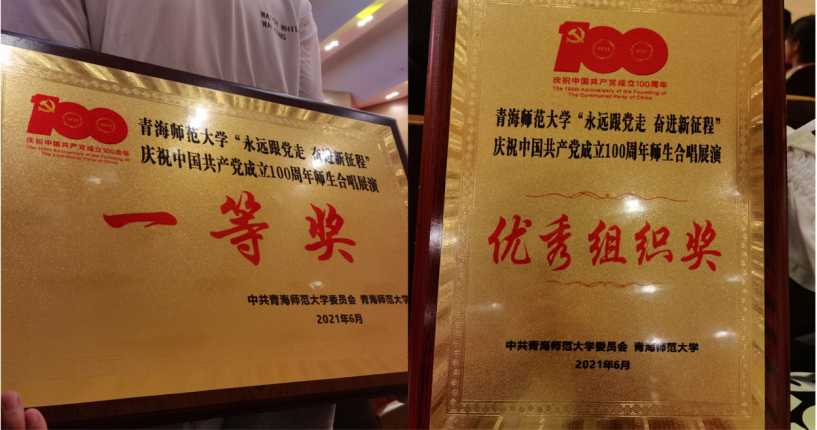 100
庆祝中国共产党成立100周年
The 100th Anniversary of the Founding of
The Communist Party of China
青海师范大学“永远跟党走 奋进新征程”
庆祝中国共产党成立100周年师生合唱展演
一等奖
中共青海师范大学委员会 青海师范大学
2021年6月
100
1921
2021
庆祝中国共产党成立100周年
The 100th Anniversary of the Founding of
The Communist Party of China
青海师范大学“永远跟党走 奋进新征程”
庆祝中国共产党成立100周年师生合唱展演
优秀组织奖
中共青海师范大学委员会 青海师范大学
2021年6月